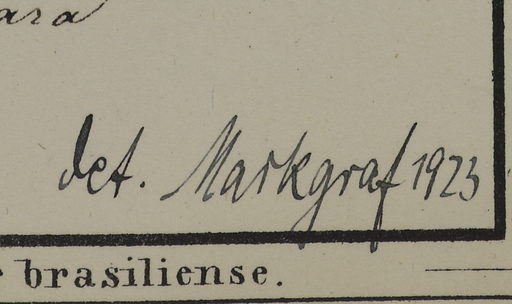 det. Markgraf 1923
brasiliense.